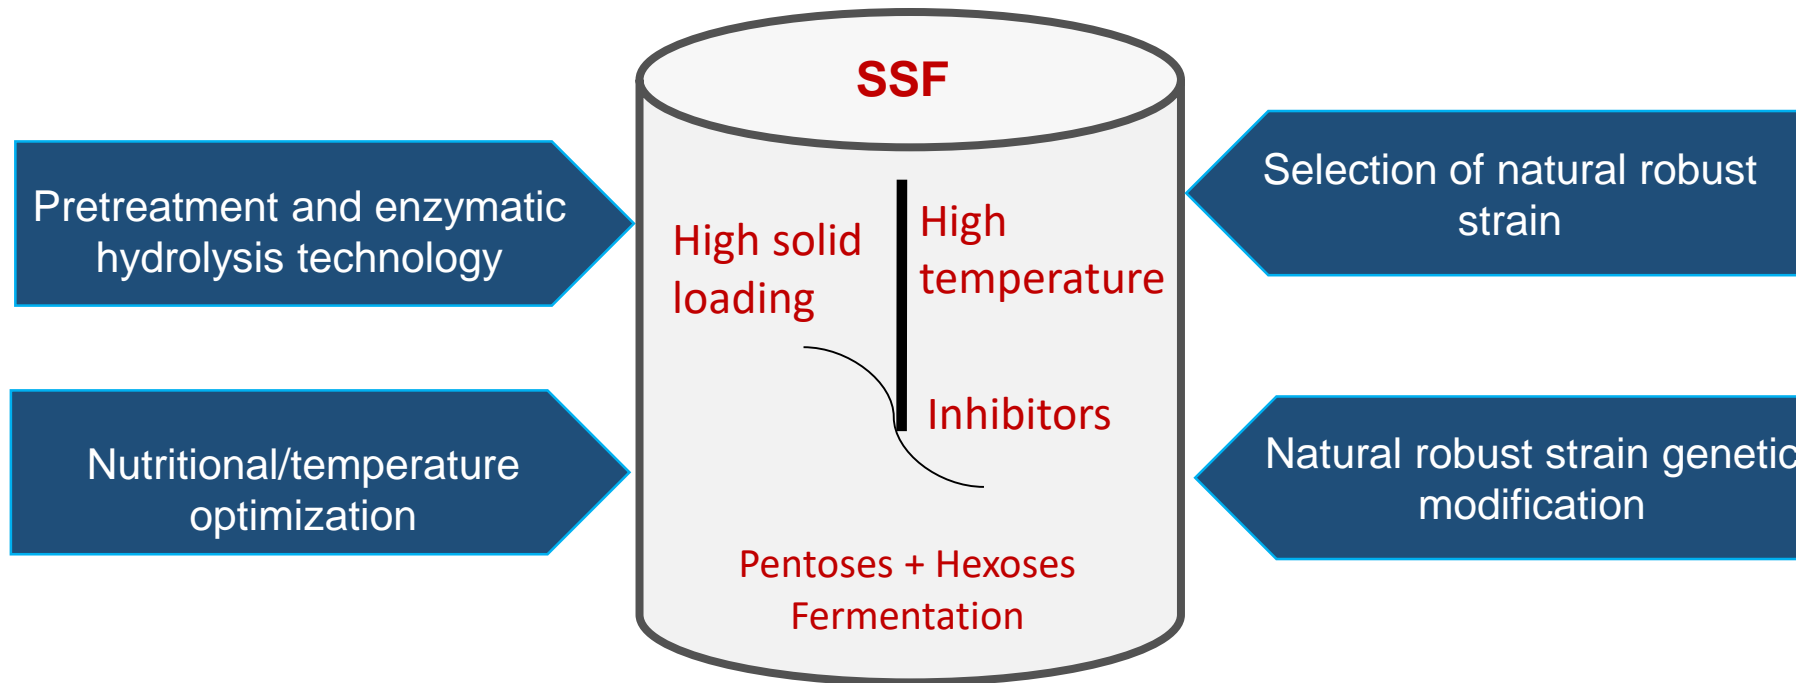 SSF
Pretreatment and enzymatic
hydrolysis technology
Nutritional/temperature
optimization
High solid
loading
High
temperature
Inhibitors
Pentoses + Hexoses
Fermentation
Selection of natural robust
strain
Natural robust strain genetic
modification